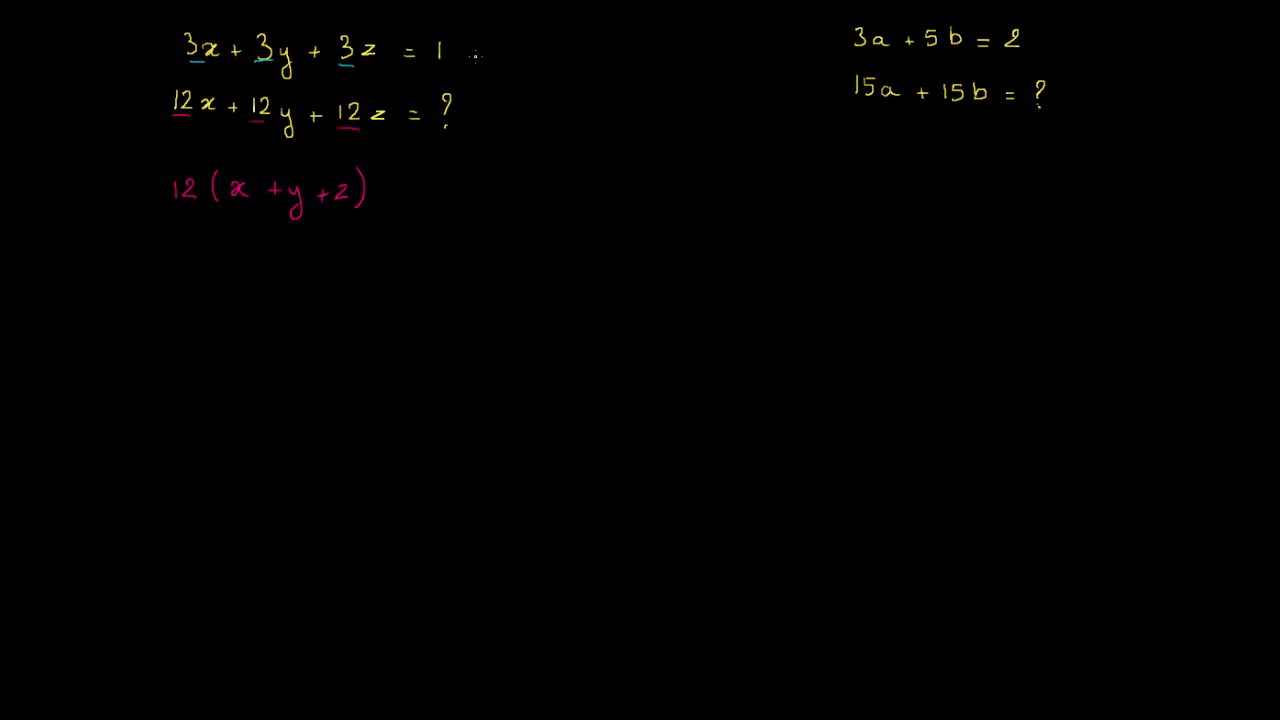 3x + 3y + 3z = 1
12x + 12y + 12z = ?
12(x + y + z)
3a + 5b = 2
15a + 15b = ?